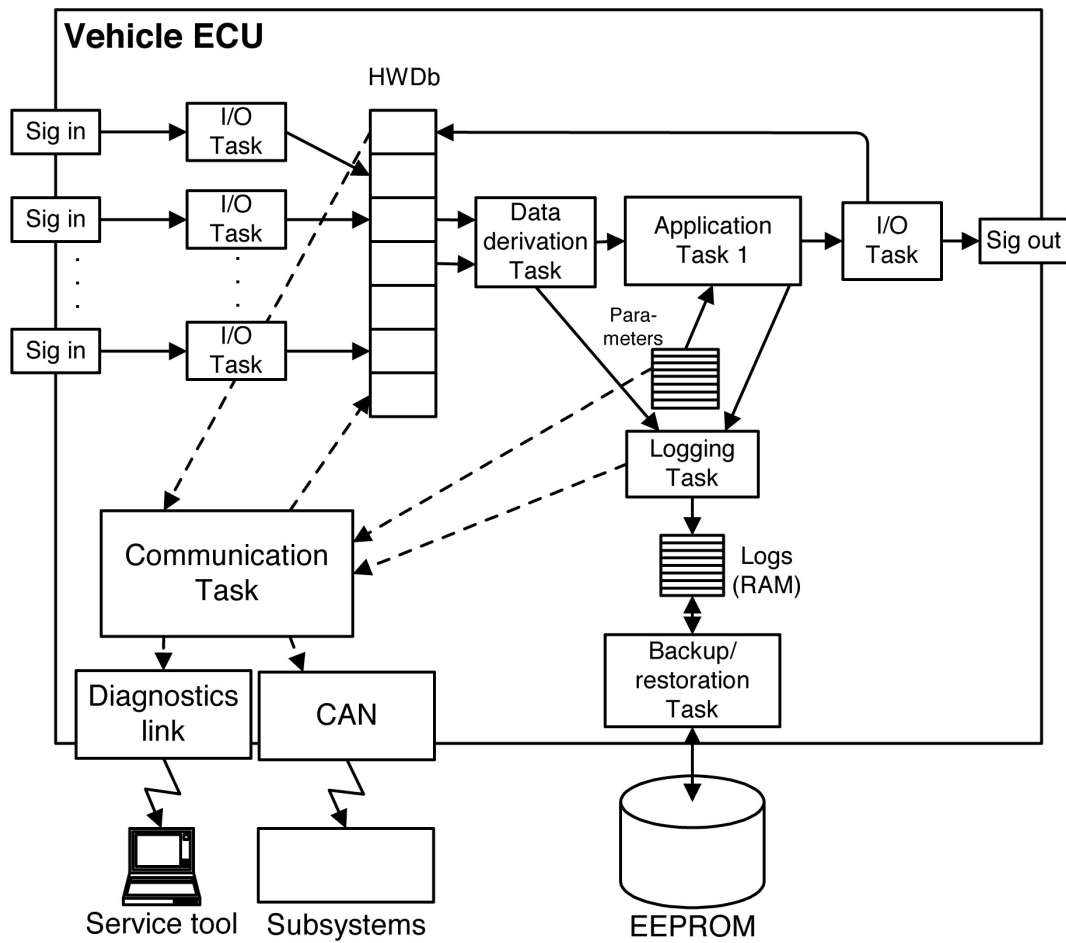 Vehicle ECU
HWDb
Sig in
I/O
Task
Sig in
I/O
Task
Sig in
I/O
Task
Data
derivation
Task
Application
Task 1
I/O
Task
Sig out
Para-
meters
Logging
Task
Logs
(RAM)
Communication
Task
Backup/
restoration
Task
Diagnostics
link
CAN
Service tool
Subsystems
EEPROM